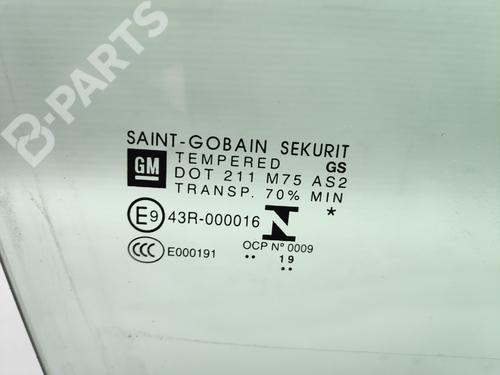 B-PARTS
SAINT-GOBAIN SEKURIT
GM TEMPERED GS
DOT 211 M75 AS2
TRANSP. 70% MIN
E9 43R-000016 N *
CCC E000191 OCP Nº 0009
.. 19 ..